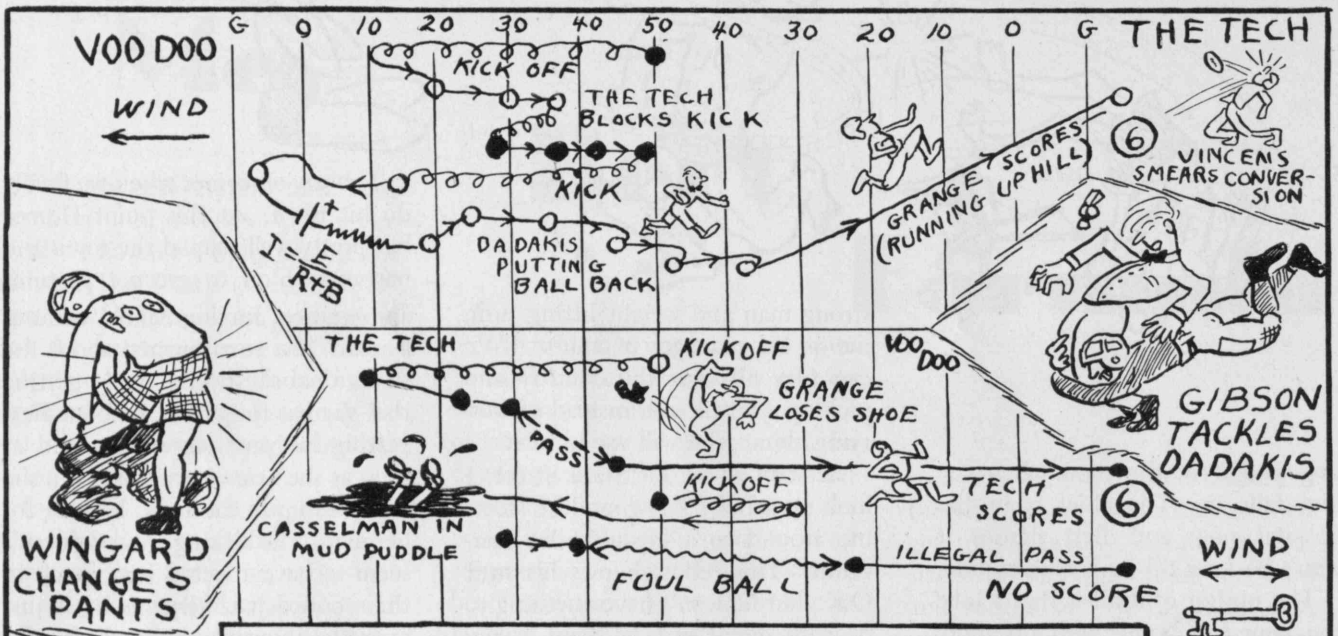 G 0 10 20 30 40 50 40 30 20 10 0 G
VOO DOO
THE TECH
WIND
KICK OFF
THE TECH
BLOCKS KICK
KICK
GRANGE SCORES
(RUNNING UP HILL)
6
VINCEMS
SMEARS CONVER-
SION
DADAKIS
PUTTING
BALL BACK
THE TECH
KICKOFF
VOO
DOO
GRANGE
LOSES SHOE
PASS
GIBSON
TACKLES
DADAKIS
KICKOFF
TECH
SCORES
6
CASSELMAN IN
MUD PUDDLE
WINGARD
CHANGES
PANTS
FOUL BALL
ILLEGAL PASS
NO SCORE
WIND